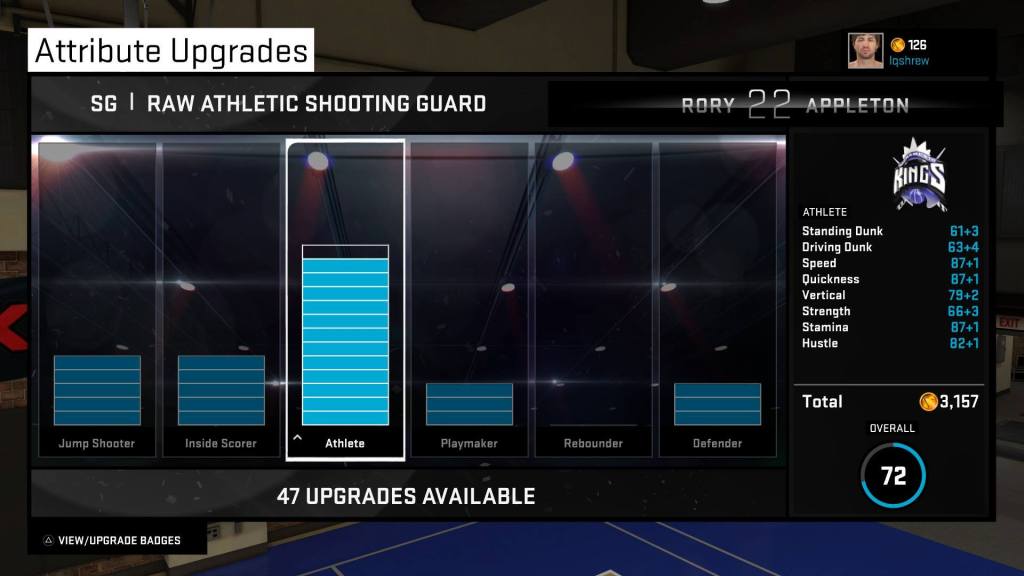 Attribute Upgrades
126
lqshrew
SG | RAW ATHLETIC SHOOTING GUARD
RORY 22 APPLETON
KINGS
ATHLETE
Standing Dunk 61+3
Driving Dunk 63+4
Speed 87+1
Quickness 87+1
Vertical 79+2
Strength 66+3
Stamina 87+1
Hustle 82+1
EXIT
Total 3,157
OVERALL
72
Jump Shooter
Inside Scorer
Athlete
Playmaker
Rebounder
Defender
47 UPGRADES AVAILABLE
VIEW/UPGRADE BADGES